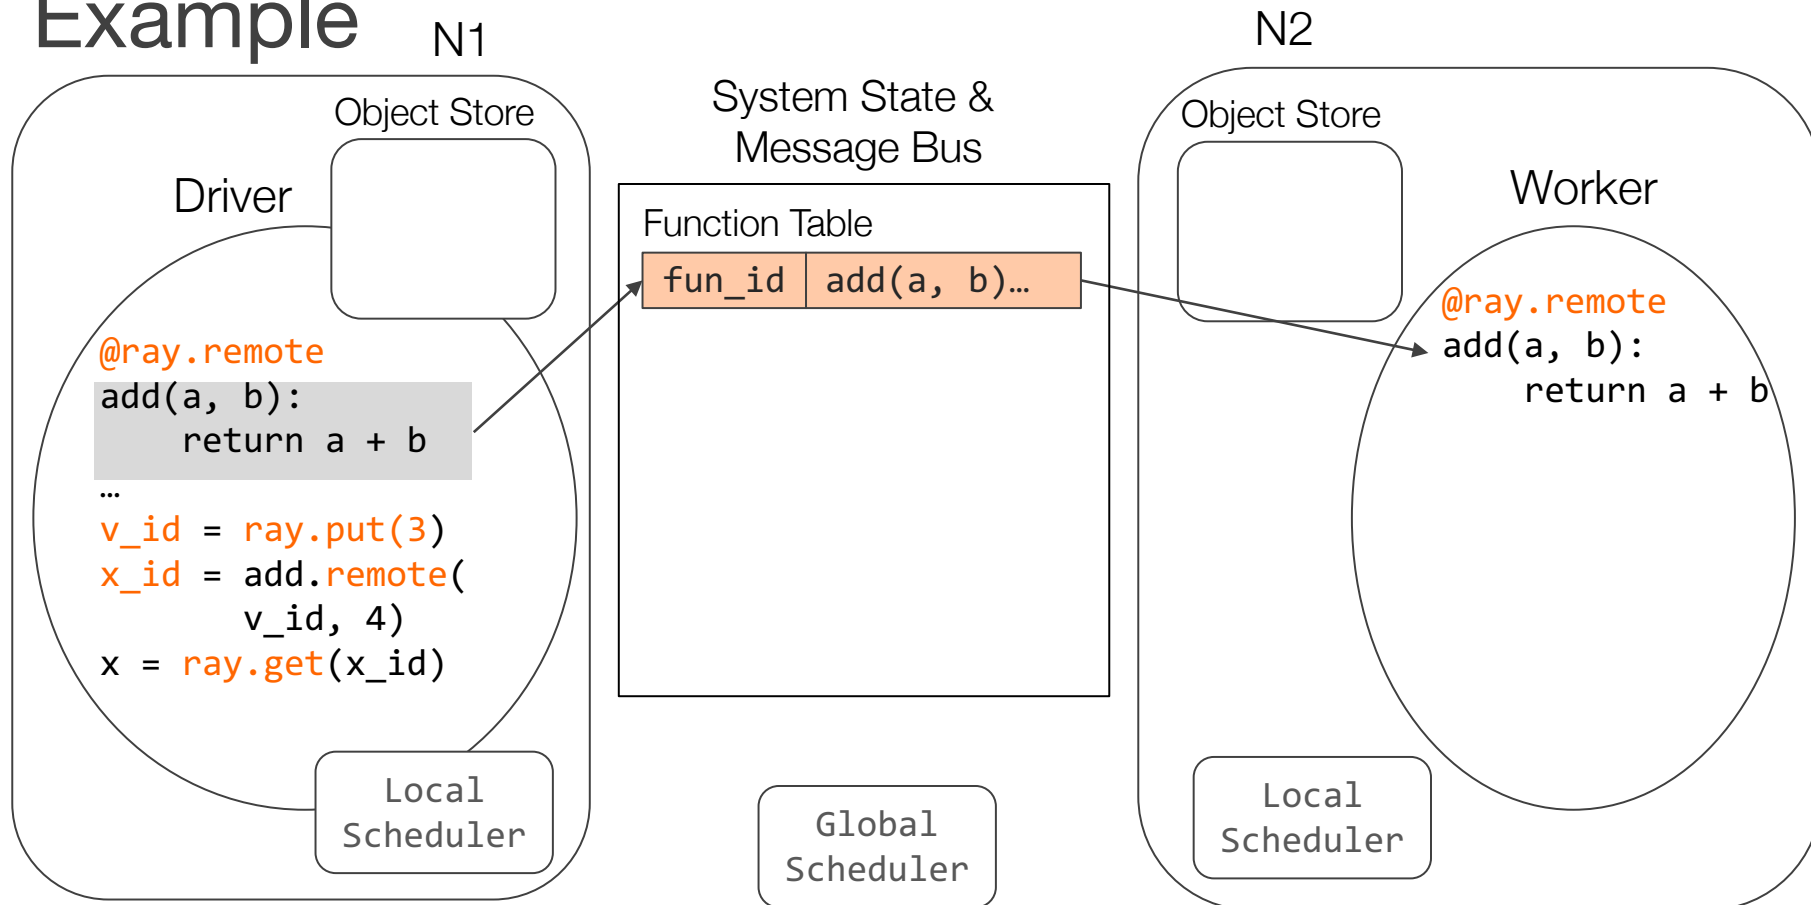 Example
N1
Object Store
Driver
@ray.remote
add(a, b):
    return a + b
…
v_id = ray.put(3)
x_id = add.remote(
        v_id, 4)
x = ray.get(x_id)
Local
Scheduler
System State &
Message Bus
Function Table
fun_id add(a, b)…
Global
Scheduler
N2
Object Store
Worker
@ray.remote
add(a, b):
    return a + b
Local
Scheduler